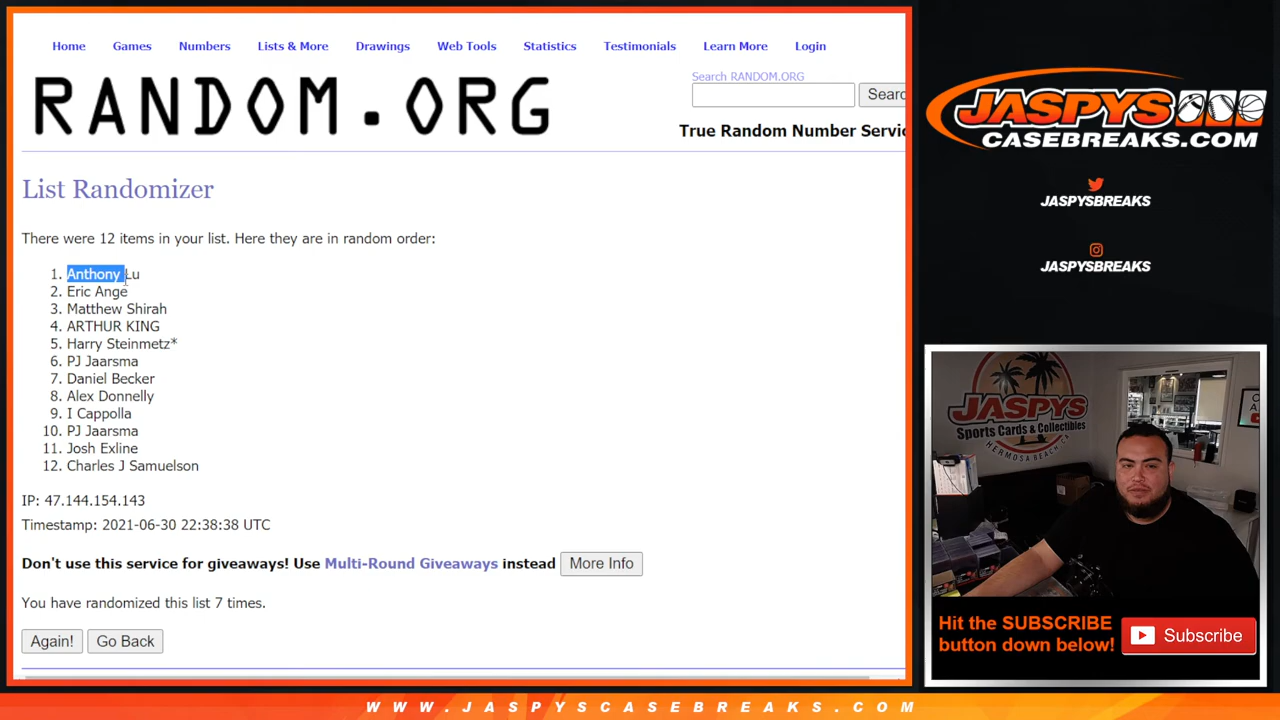 Home Games Numbers Lists & More Drawings Web Tools Statistics Testimonials Learn More Login
RANDOM.ORG
Search RANDOM.ORG
Searc
True Random Number Servic
List Randomizer
There were 12 items in your list. Here they are in random order:
1. Anthony Lu
2. Eric Ange
3. Matthew Shirah
4. ARTHUR KING
5. Harry Steinmetz*
6. PJ Jaarsma
7. Daniel Becker
8. Alex Donnelly
9. I Cappolla
10. PJ Jaarsma
11. Josh Exline
12. Charles J Samuelson
IP: 47.144.154.143
Timestamp: 2021-06-30 22:38:38 UTC
Don't use this service for giveaways! Use Multi-Round Giveaways instead More Info
You have randomized this list 7 times.
Again! Go Back
JASPYS
CASEBREAKS.COM
JASPYSBREAKS
JASPYSBREAKS
JASPYS
Sports Cards & Collectibles
HERMOSA BEACH, CA
Hit the SUBSCRIBE
button down below!
Subscribe
WWW.JASPYSCASEBREAKS.COM